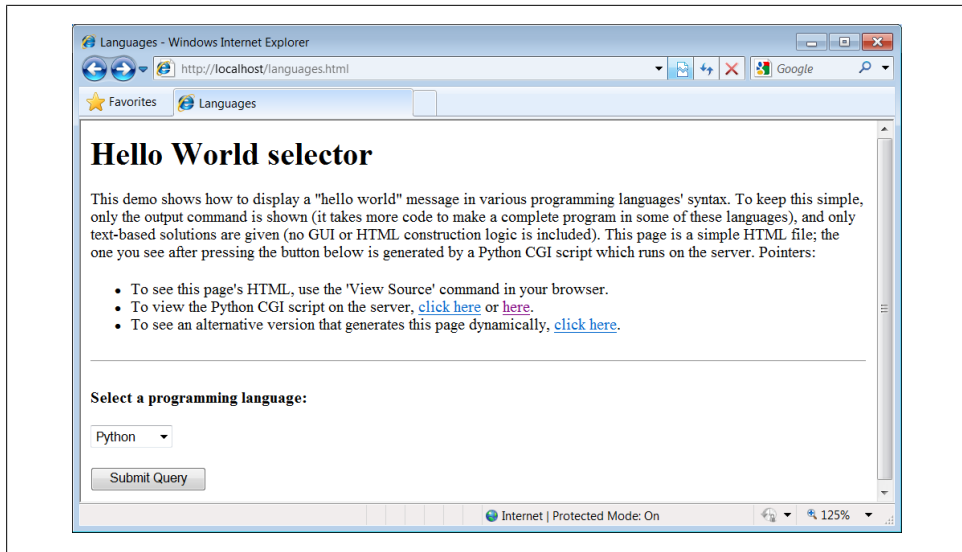 Languages - Windows Internet Explorer
http://localhost/languages.html
Google
Favorites
Languages
Hello World selector
This demo shows how to display a "hello world" message in various programming languages' syntax. To keep this simple,
only the output command is shown (it takes more code to make a complete program in some of these languages), and only
text-based solutions are given (no GUI or HTML construction logic is included). This page is a simple HTML file; the
one you see after pressing the button below is generated by a Python CGI script which runs on the server. Pointers:
• To see this page's HTML, use the 'View Source' command in your browser.
• To view the Python CGI script on the server, click here or here.
• To see an alternative version that generates this page dynamically, click here.
Select a programming language:
Python
Submit Query
Internet | Protected Mode: On
125%